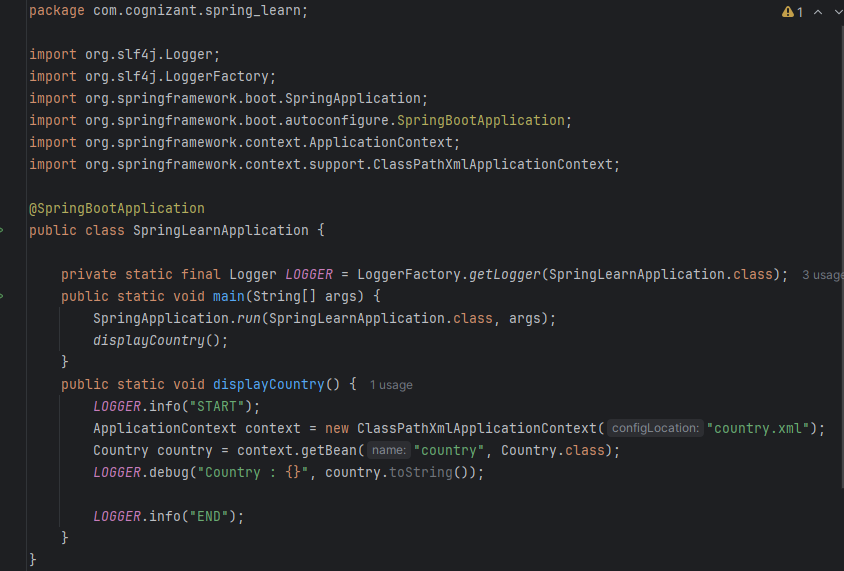 package com.cognizant.spring_learn;
1
import org.slf4j.Logger;
import org.slf4j.LoggerFactory;
import org.springframework.boot.SpringApplication;
import org.springframework.boot.autoconfigure.SpringBootApplication;
import org.springframework.context.ApplicationContext;
import org.springframework.context.support.ClassPathXmlApplicationContext;
@SpringBootApplication
public class SpringLearnApplication {
private static final Logger LOGGER = LoggerFactory.getLogger(SpringLearnApplication.class); 3 usage
public static void main(String[] args) {
SpringApplication.run(SpringLearnApplication.class, args);
displayCountry();
}
public static void displayCountry() { 1 usage
LOGGER.info("START");
ApplicationContext context = new ClassPathXmlApplicationContext( configLocation: "country.xml");
Country country = context.getBean( name: "country", Country.class);
LOGGER.debug("Country : {}", country.toString());
LOGGER.info("END");
}
}